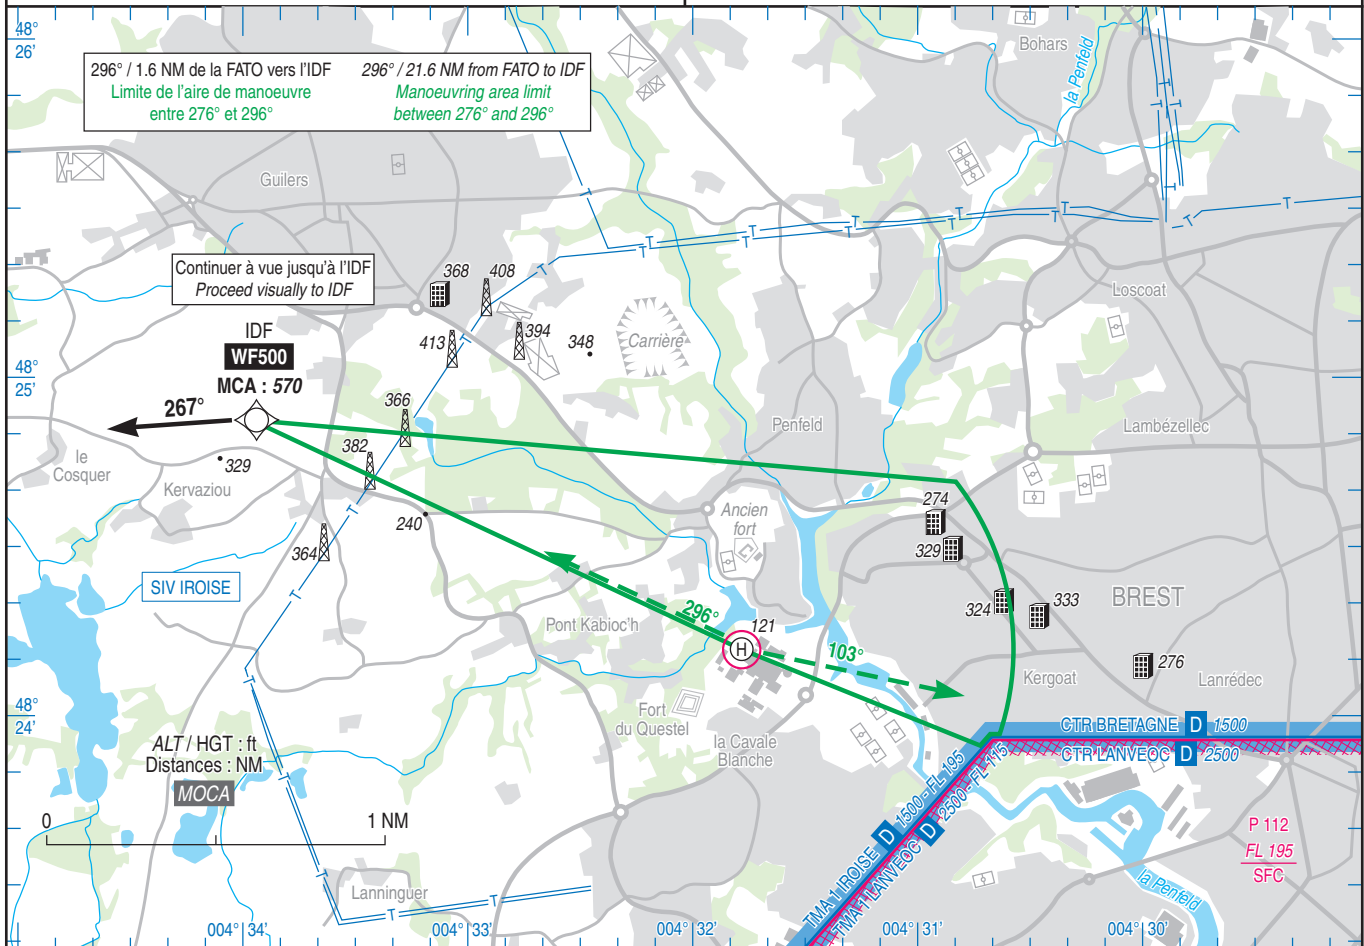 48°
26'
Bohars
la Penfeld
296° / 1.6 NM de la FATO vers l'IDF
Limite de l'aire de manoeuvre
entre 276° et 296°
296° / 21.6 NM from FATO to IDF
Manoeuvring area limit
between 276° and 296°
Guilers
T
T
T
T
T
T
T
T
T
T
T
T
Continuer à vue jusqu'à l'IDF
Proceed visually to IDF
368
408
T
Loscoat
IDF
WF500
MCA : 570
413
T
394
348
Carrière
48°
25'
267°
366
T
Penfeld
Lambézellec
le
Cosquer
329
382
Kervaziou
240
T
Ancien
fort
274
329
364
T
SIV IROISE
T
296°
121
H
103°
324
333
BREST
Pont Kabioc'h
276
Kergoat
Lanrédec
T
Fort
du Questel
la Cavale
Blanche
48°
24'
CTR BRETAGNE D 1500
CTR LANVEOC D 2500
ALT / HGT : ft
Distances : NM
MOCA
T
0
1 NM
TMA 1 IROISE D 1500 - FL 195
TMA 1 LANVEOC D 2500 - FL 115
P 112
FL 195
SFC
T
Lanninguer
T
T
la Penfeld
004° 34'
004° 33'
004° 32'
004° 31'
004° 30'